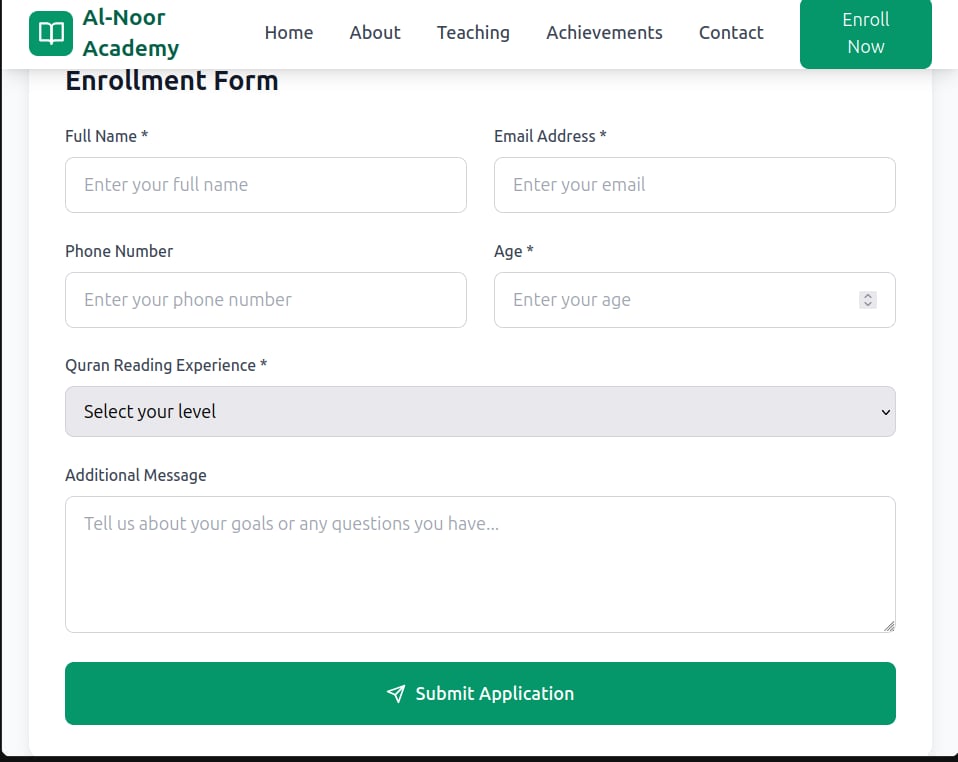 Al-Noor
Academy
Home
About
Teaching
Achievements
Contact
Enroll
Now
Enrollment Form
Full Name *
Email Address *
Enter your full name
Enter your email
Phone Number
Age *
Enter your phone number
Enter your age
Quran Reading Experience *
Select your level
Additional Message
Tell us about your goals or any questions you have...
Submit Application